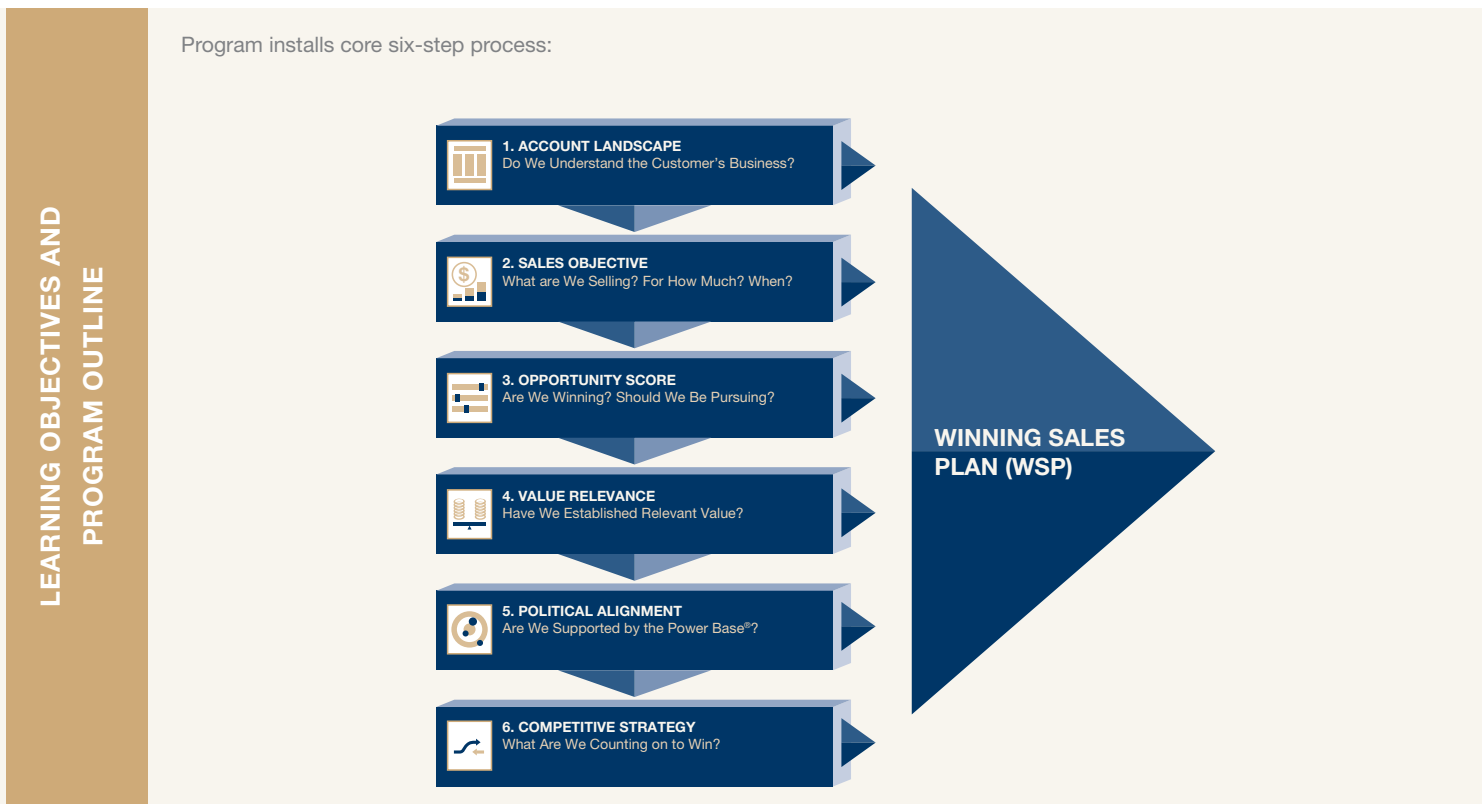 LEARNING OBJECTIVES AND
PROGRAM OUTLINE
Program installs core six-step process:
1. ACCOUNT LANDSCAPE
Do We Understand the Customer’s Business?
2. SALES OBJECTIVE
What are We Selling? For How Much? When?
3. OPPORTUNITY SCORE
Are We Winning? Should We Be Pursuing?
4. VALUE RELEVANCE
Have We Established Relevant Value?
5. POLITICAL ALIGNMENT
Are We Supported by the Power Base®?
6. COMPETITIVE STRATEGY
What Are We Counting on to Win?
WINNING SALES
PLAN (WSP)
$